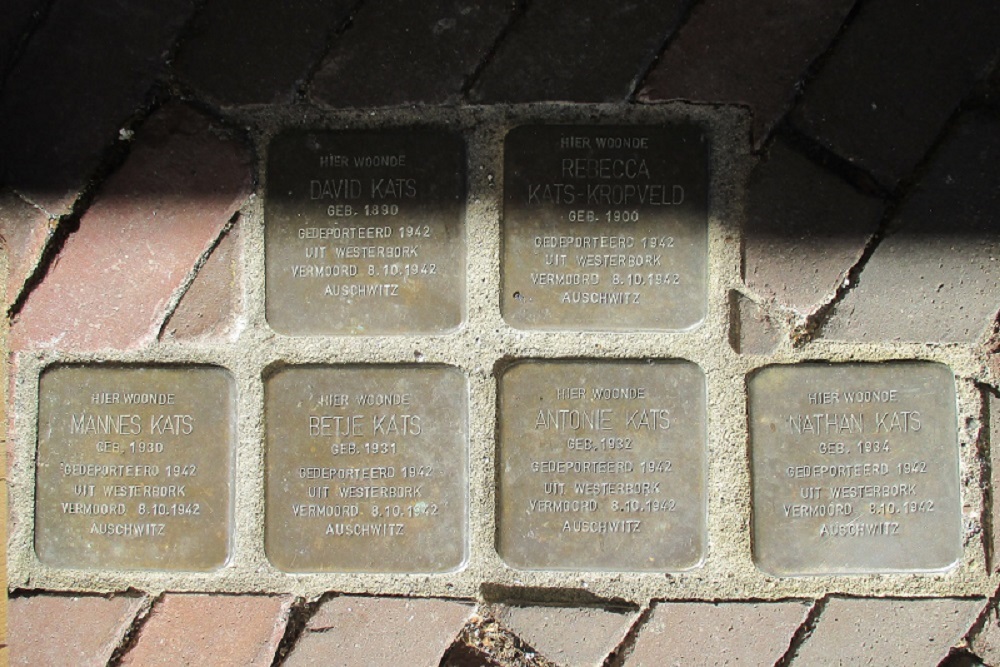 HIER WOONDE
DAVID KATS
GEB. 1890
GEDEPORTEERD 1942
UIT WESTERBORK
VERMOORD 8.10.1942
AUSCHWITZ
HIER WOONDE
REBECCA
KATS-KROPVELD
GEB. 1900
GEDEPORTEERD 1942
UIT WESTERBORK
VERMOORD 8.10.1942
AUSCHWITZ
HIER WOONDE
MANNES KATS
GEB. 1930
GEDEPORTEERD 1942
UIT WESTERBORK
VERMOORD 8.10.1942
AUSCHWITZ
HIER WOONDE
BETJE KATS
GEB. 1931
GEDEPORTEERD 1942
UIT WESTERBORK
VERMOORD 8.10.1942
AUSCHWITZ
HIER WOONDE
ANTONIE KATS
GEB. 1932
GEDEPORTEERD 1942
UIT WESTERBORK
VERMOORD 8.10.1942
AUSCHWITZ
HIER WOONDE
NATHAN KATS
GEB. 1934
GEDEPORTEERD 1942
UIT WESTERBORK
VERMOORD 8.10.1942
AUSCHWITZ